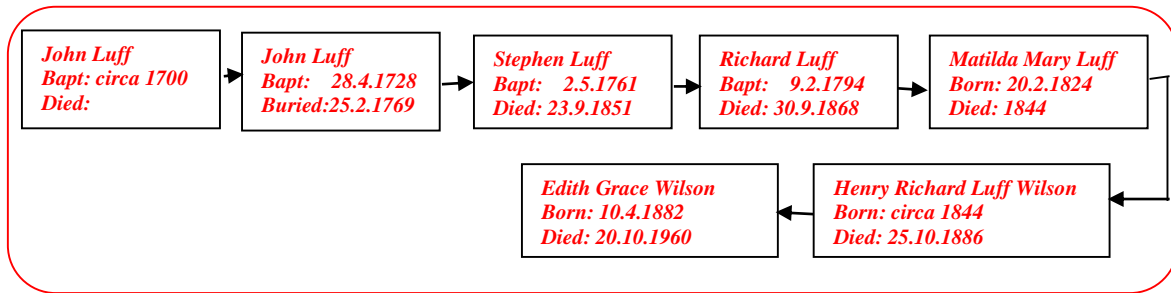 John Luff
Bapt: circa 1700
Died:
John Luff
Bapt: 28.4.1728
Buried:25.2.1769
Stephen Luff
Bapt: 2.5.1761
Died: 23.9.1851
Richard Luff
Bapt: 9.2.1794
Died: 30.9.1868
Matilda Mary Luff
Born: 20.2.1824
Died: 1844
Henry Richard Luff Wilson
Born: circa 1844
Died: 25.10.1886
Edith Grace Wilson
Born: 10.4.1882
Died: 20.10.1960